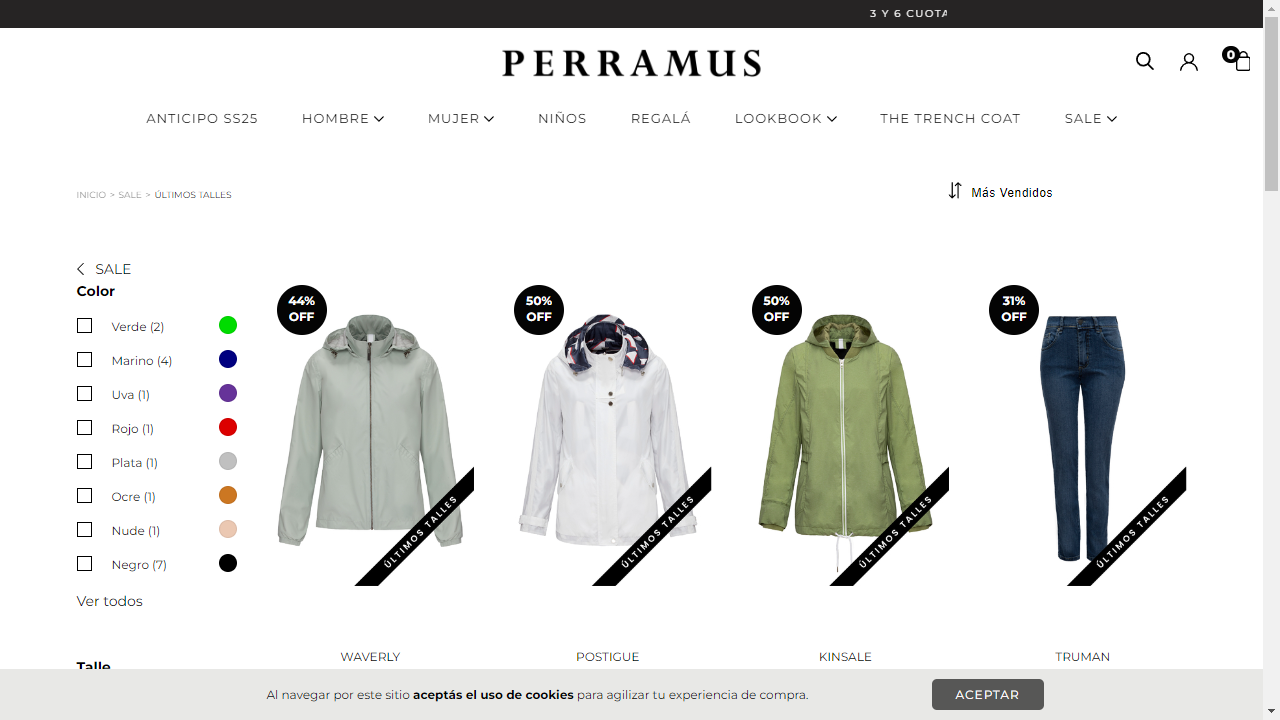 3 Y 6 CUOTA
PERRAMUS
0
ANTICIPO SS25 HOMBRE MUJER NIÑOS REGALÁ LOOKBOOK THE TRENCH COAT SALE
INICIO > SALE > ÚLTIMOS TALLES
Más Vendidos
SALE
Color
Verde (2)
Marino (4)
Uva (1)
Rojo (1)
Plata (1)
Ocre (1)
Nude (1)
Negro (7)
Ver todos
Talle
44%
OFF
ÚLTIMOS TALLES
WAVERLY
50%
OFF
ÚLTIMOS TALLES
POSTIGUE
50%
OFF
ÚLTIMOS TALLES
KINSALE
31%
OFF
ÚLTIMOS TALLES
TRUMAN
Al navegar por este sitio aceptás el uso de cookies para agilizar tu experiencia de compra.
ACEPTAR